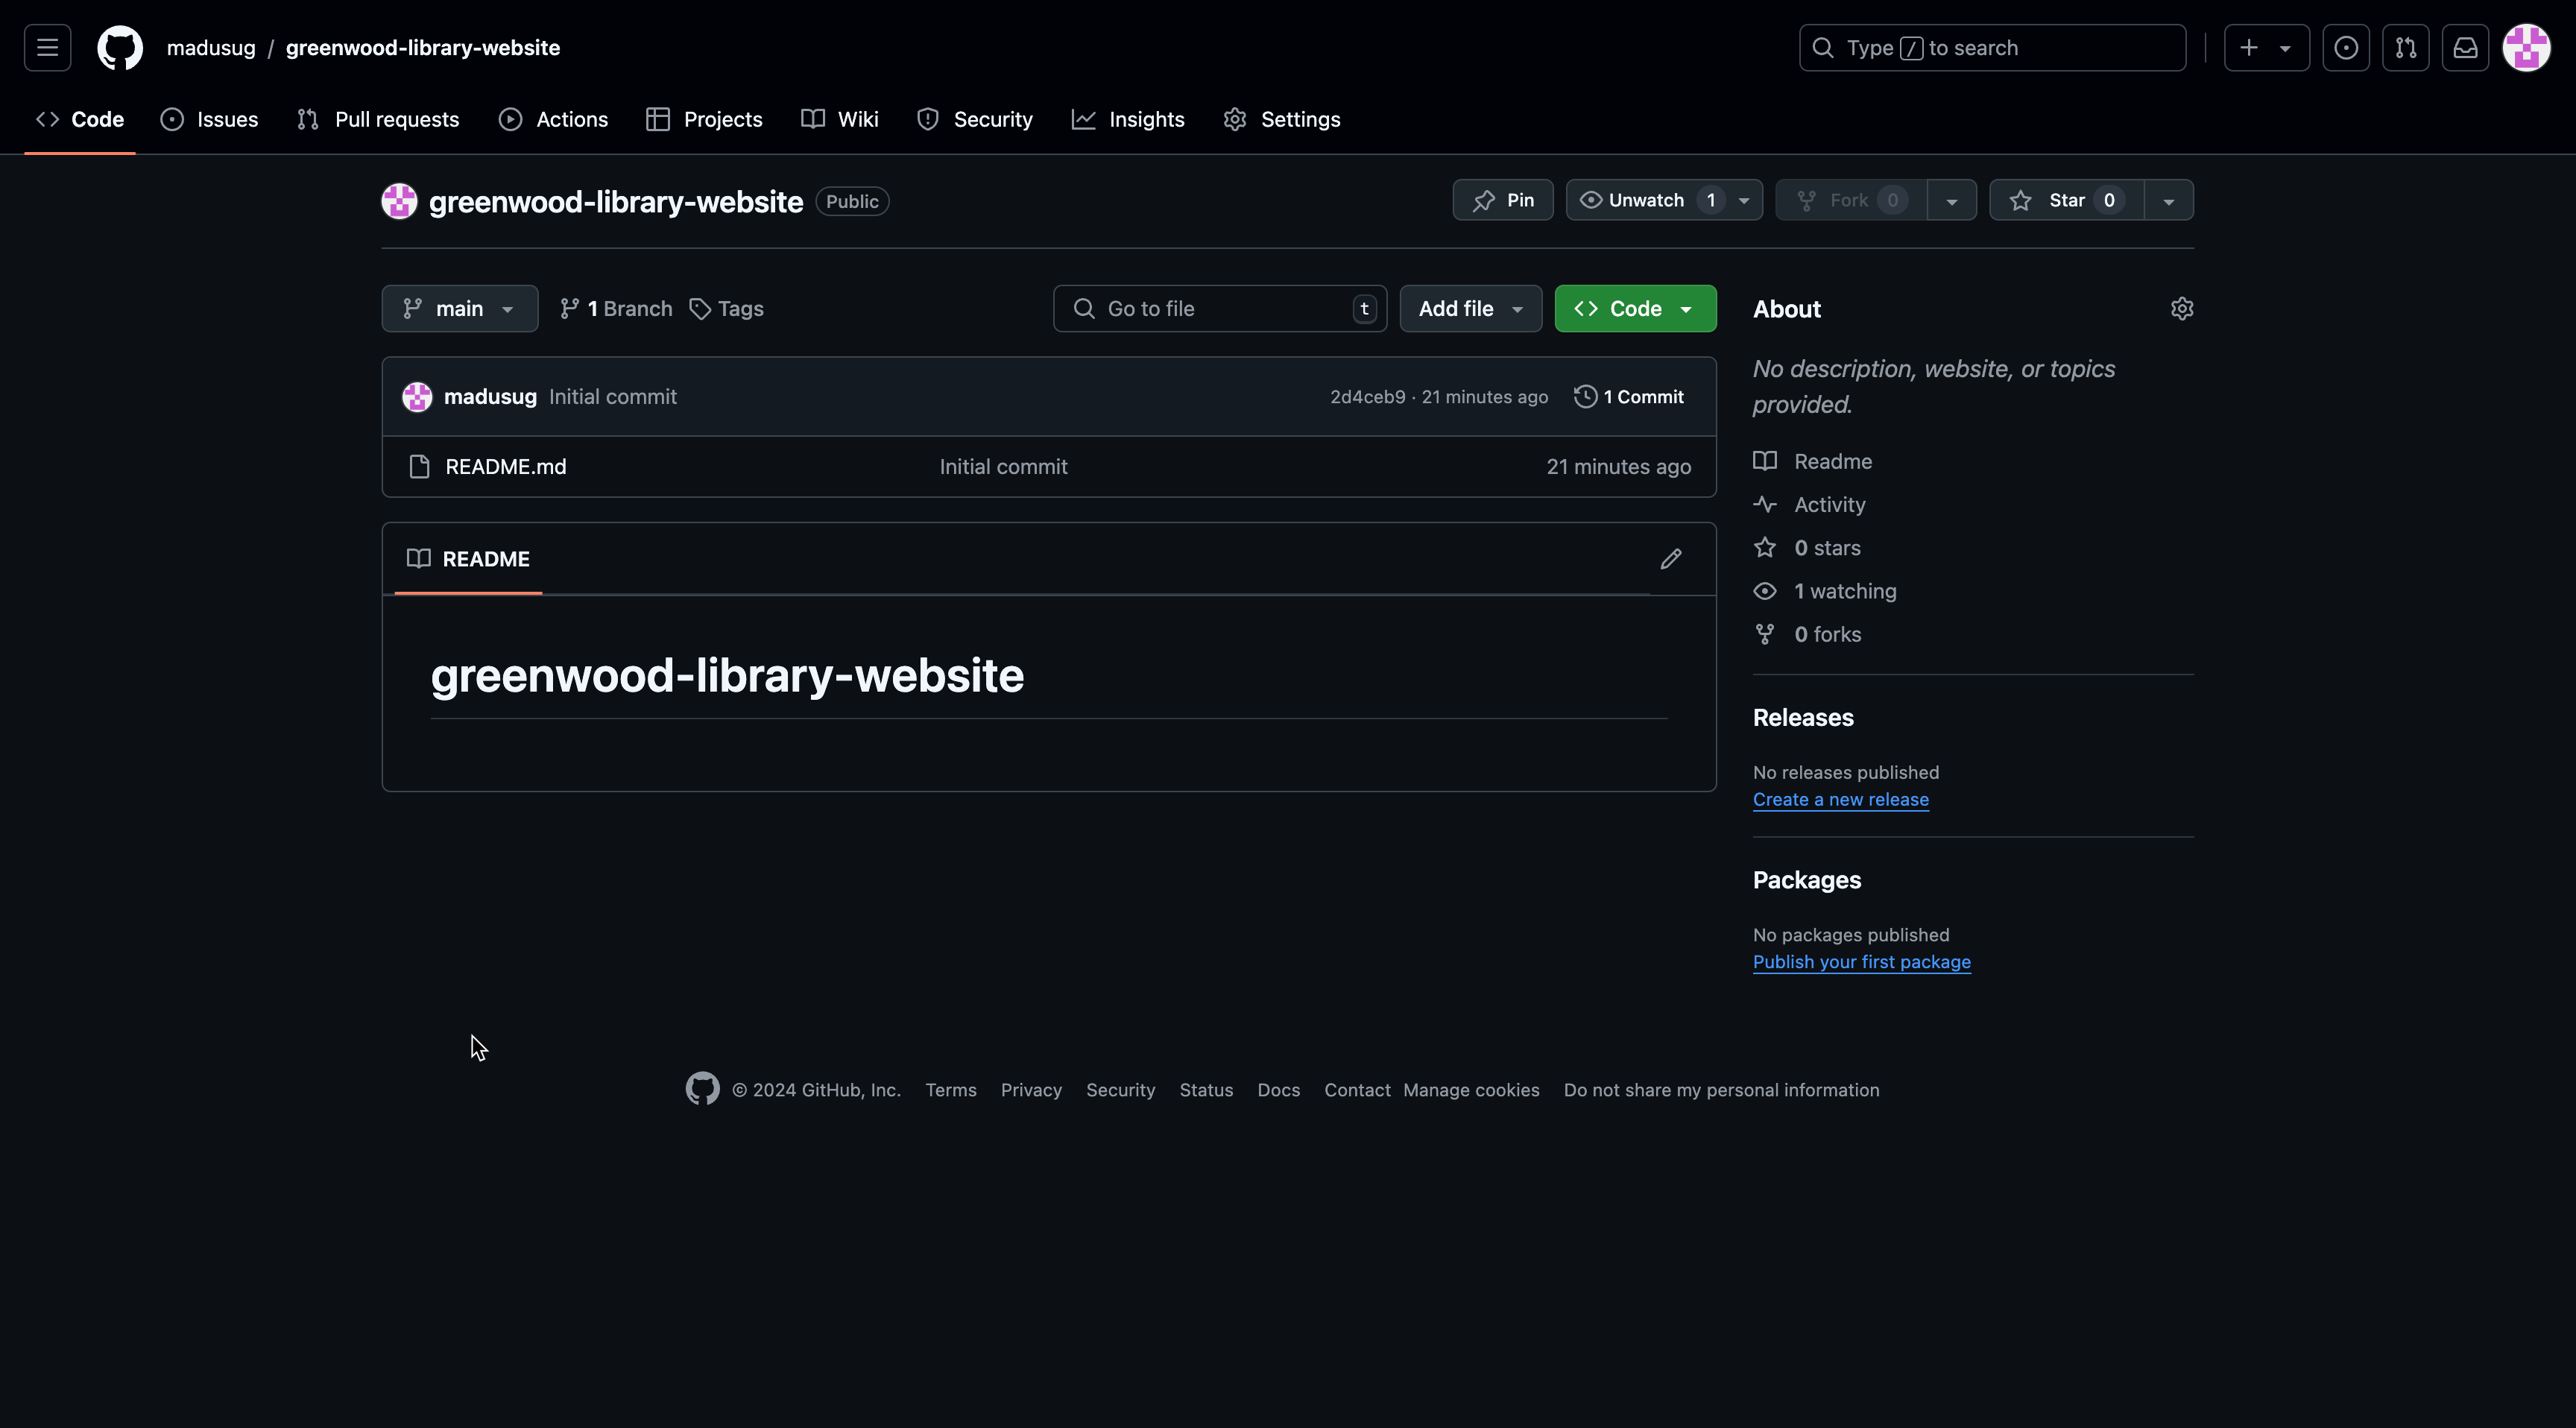 madusug / greenwood-library-website
Type / to search
Code Issues Pull requests Actions Projects Wiki Security Insights Settings
greenwood-library-website Public
Pin Unwatch 1 Fork 0 Star 0
main 1 Branch Tags Go to file t Add file Code
madusug Initial commit 2d4ceb9 · 21 minutes ago 1 Commit
README.md Initial commit 21 minutes ago
README
greenwood-library-website
About
No description, website, or topics
provided.
Readme
Activity
0 stars
1 watching
0 forks
Releases
No releases published
Create a new release
Packages
No packages published
Publish your first package
© 2024 GitHub, Inc. Terms Privacy Security Status Docs Contact Manage cookies Do not share my personal information